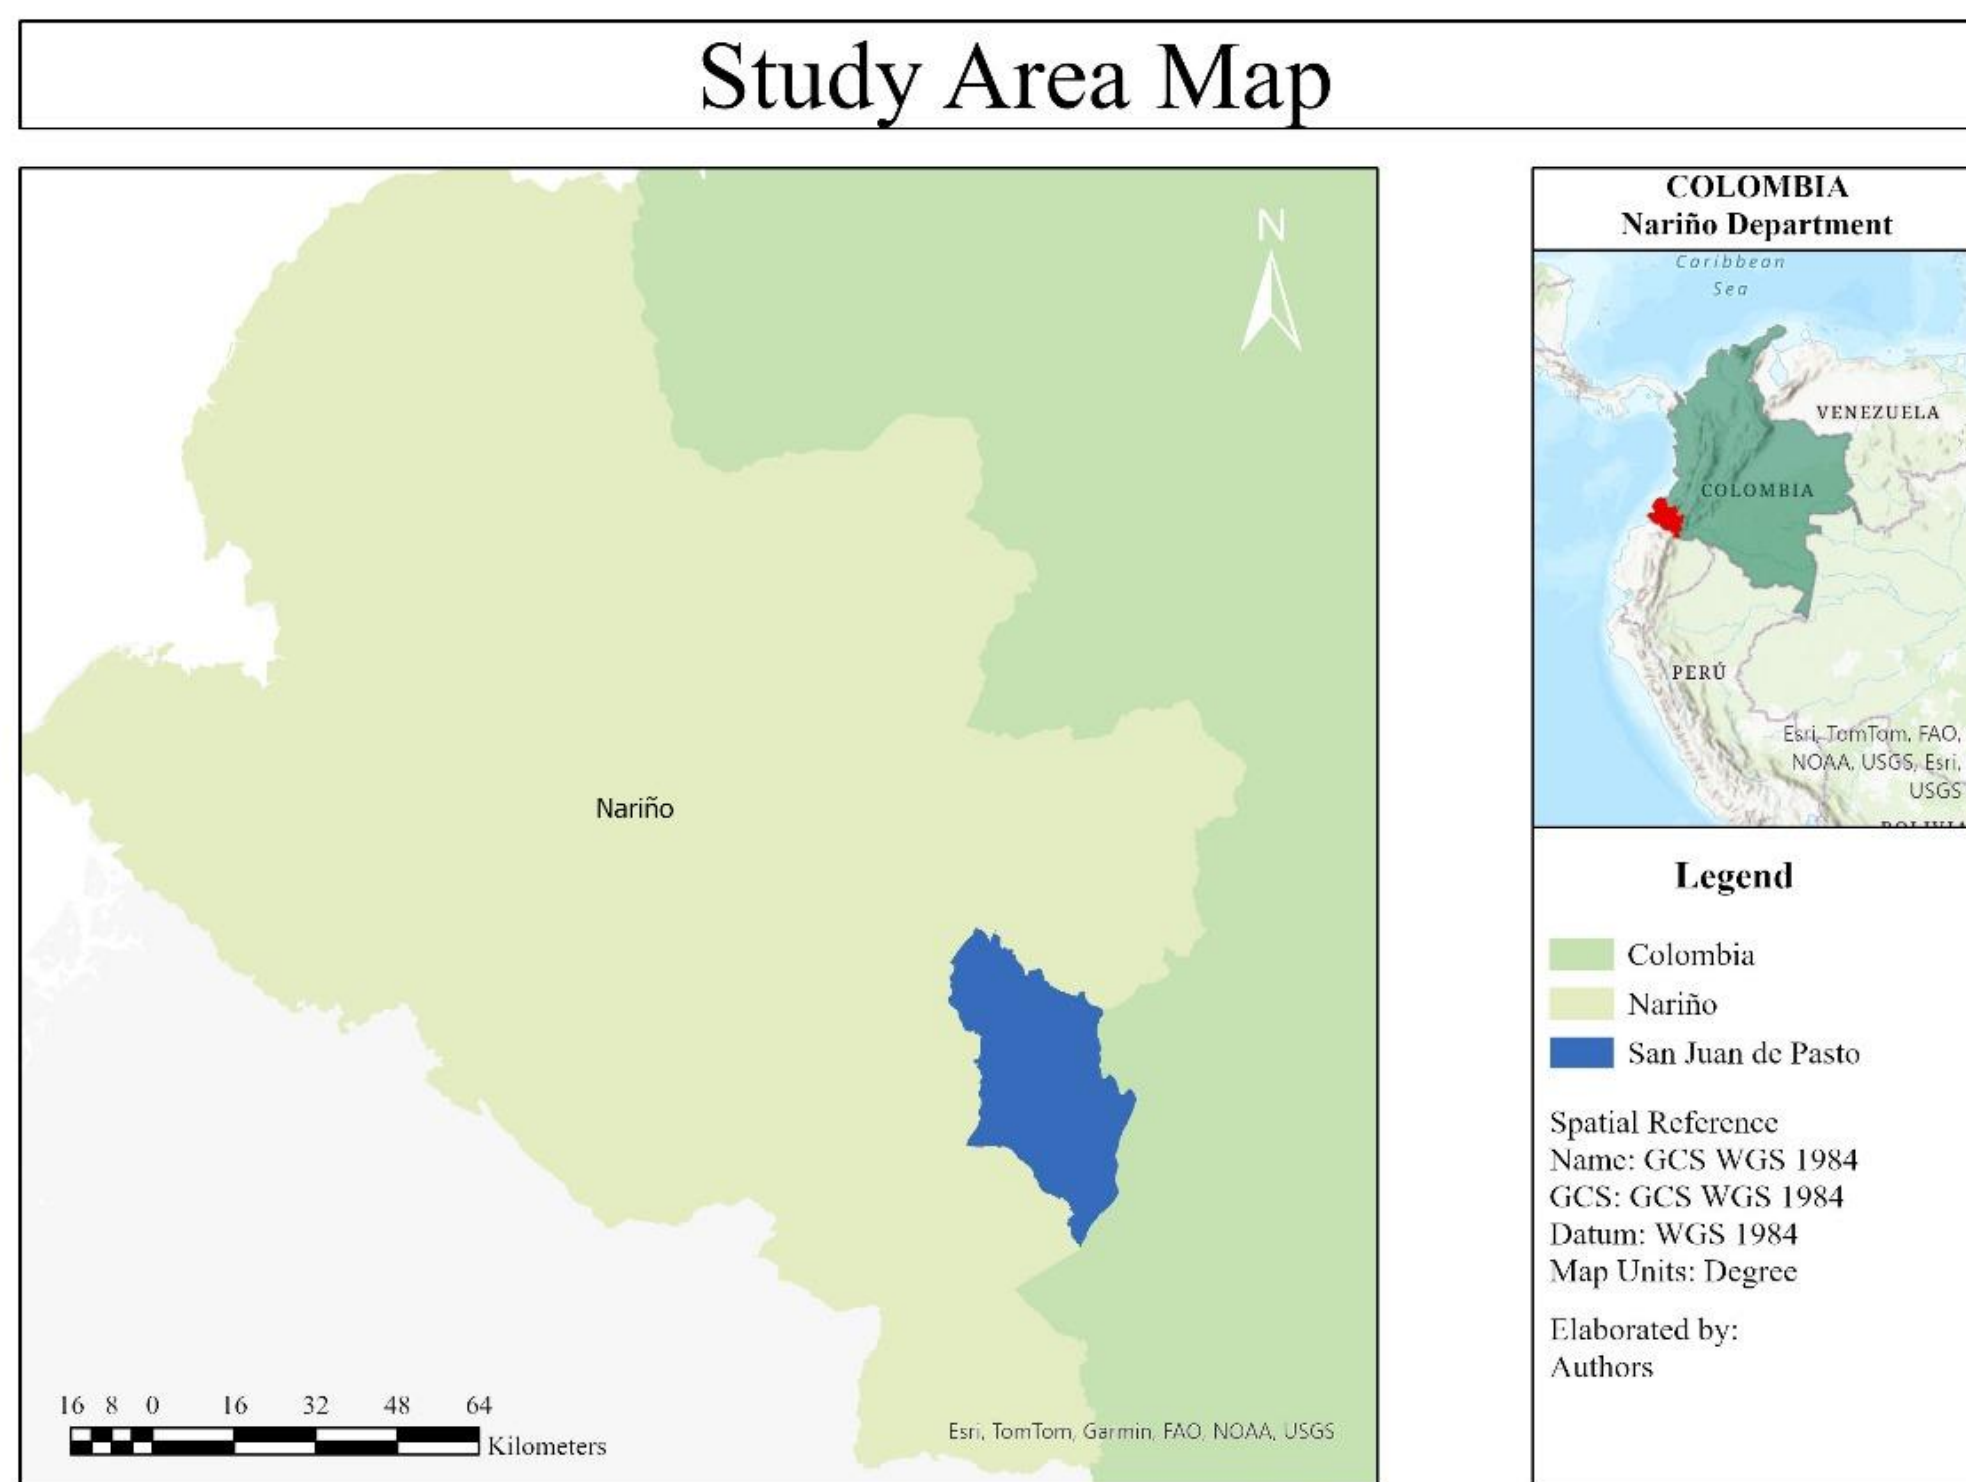 Study Area Map
N
Nariño
16 8 0 16 32 48 64
Kilometers
Esri, TomTom, Garmin, FAO, NOAA, USGS
COLOMBIA
Nariño Department
Caribbean
Sea
VENEZUELA
COLOMBIA
PERÚ
Esri, TomTom, FAO,
NOAA, USGS, Esri,
USGS
Legend
Colombia
Nariño
San Juan de Pasto
Spatial Reference
Name: GCS WGS 1984
GCS: GCS WGS 1984
Datum: WGS 1984
Map Units: Degree
Elaborated by:
Authors